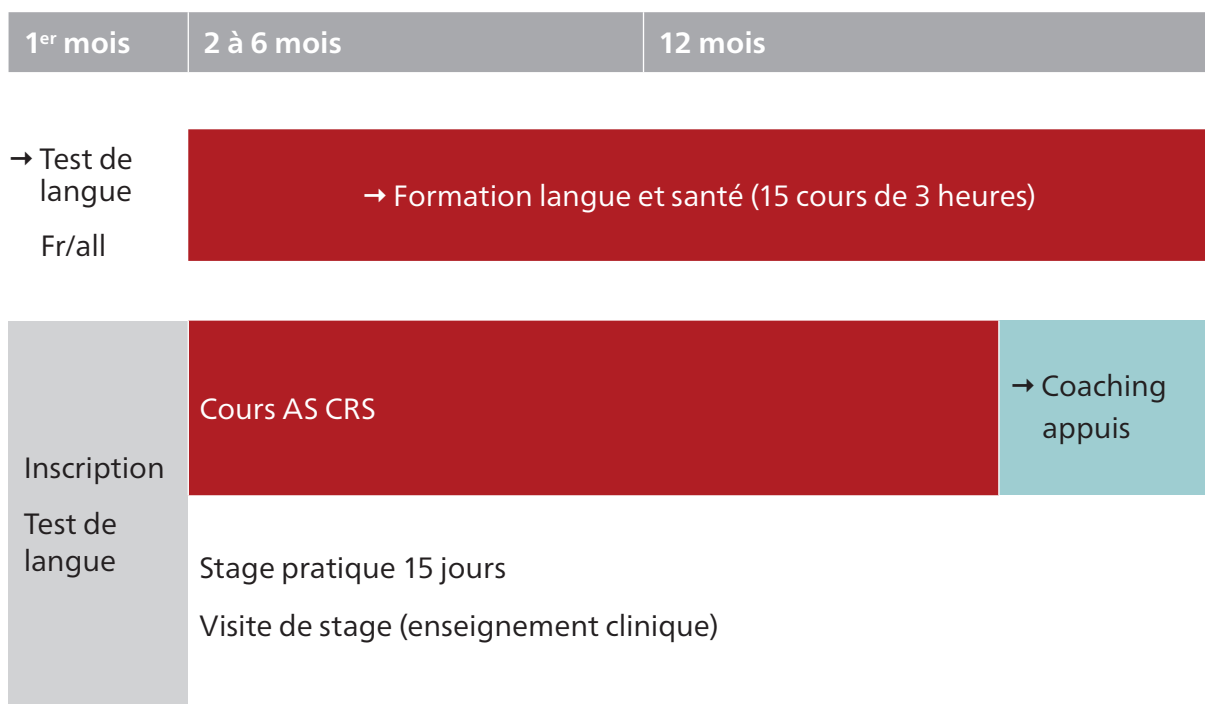 1er mois
2 à 6 mois
12 mois
→ Test de
langue
Fr/all
→ Formation langue et santé (15 cours de 3 heures)
Inscription
Test de
langue
Cours AS CRS
→ Coaching
appuis
Stage pratique 15 jours
Visite de stage (enseignement clinique)